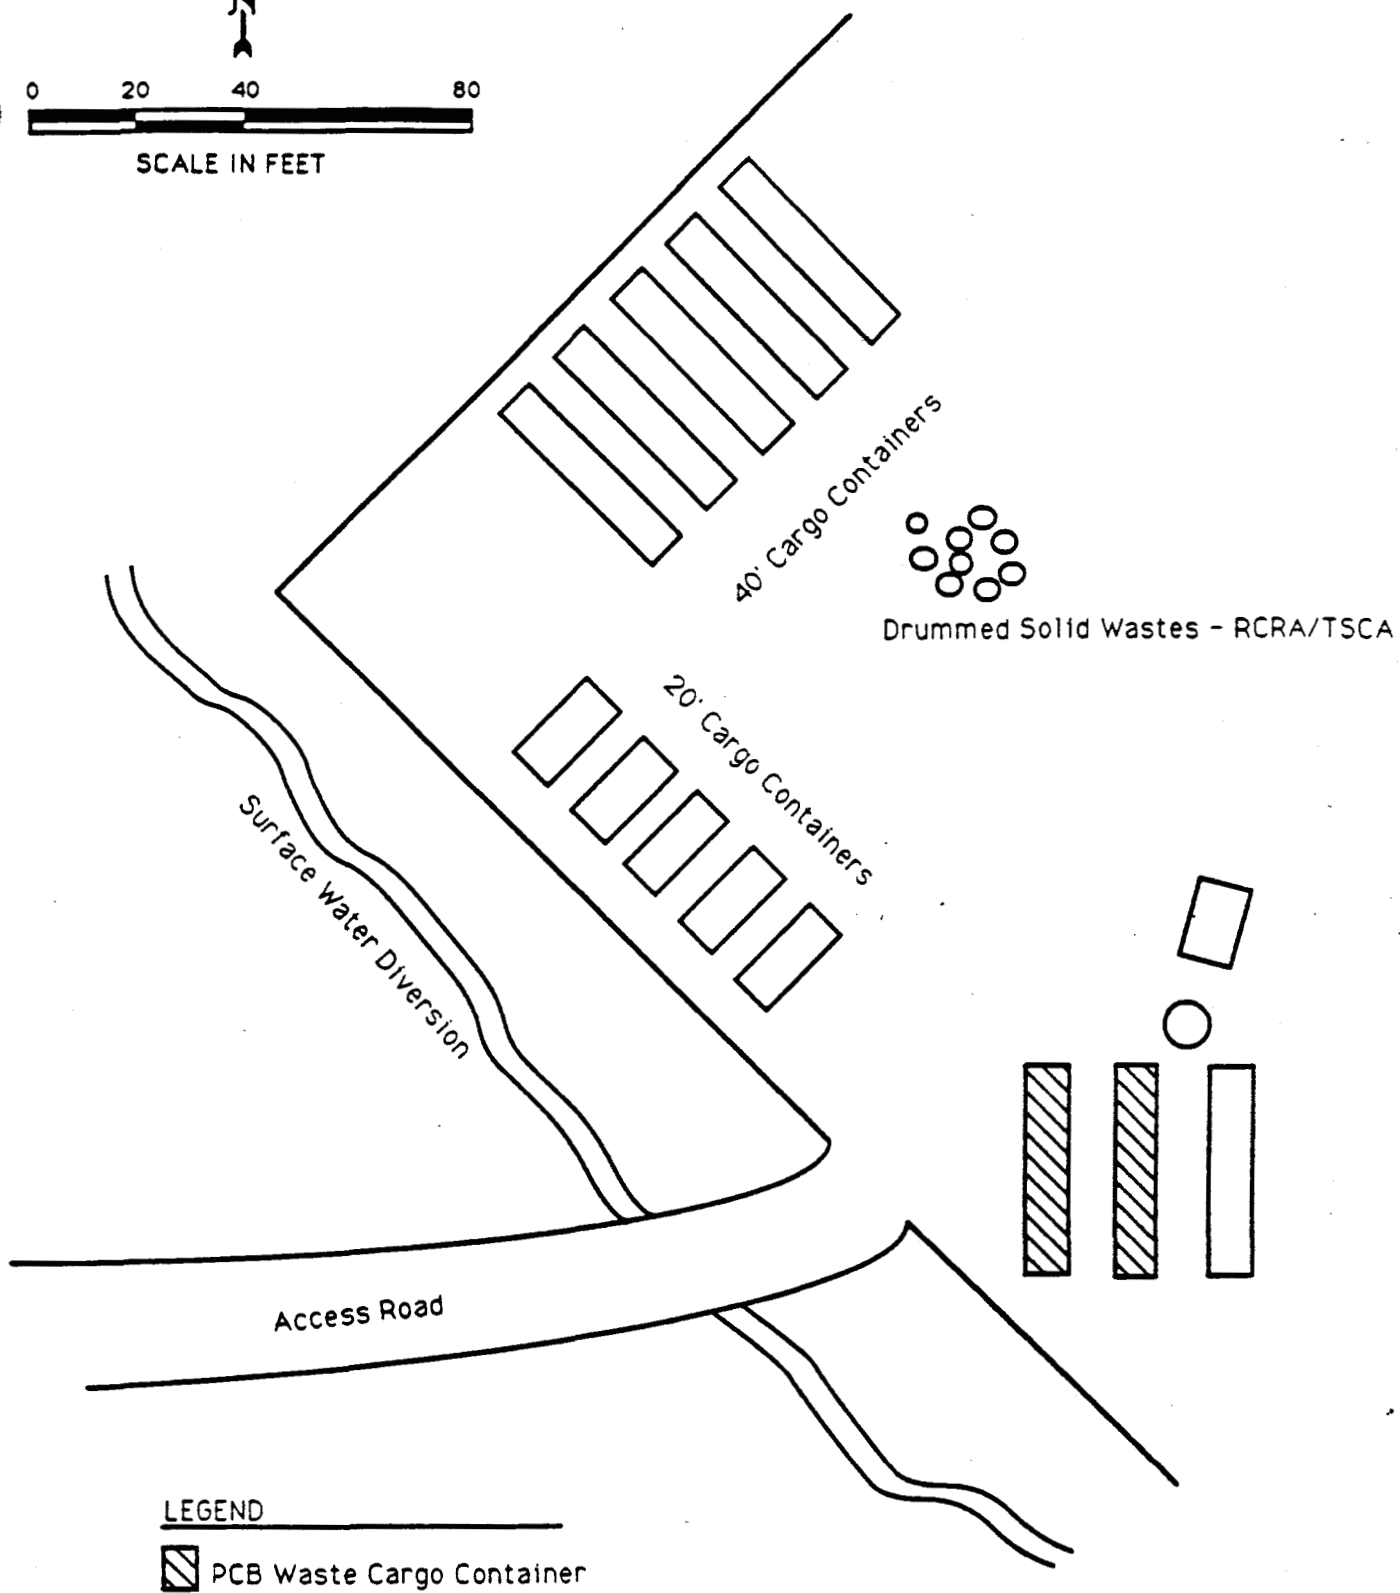 N
0 20 40 80
SCALE IN FEET
40' Cargo Containers
Drummed Solid Wastes - RCRA/TSCA
20' Cargo Containers
Surface Water Diversion
Access Road
LEGEND
PCB Waste Cargo Container